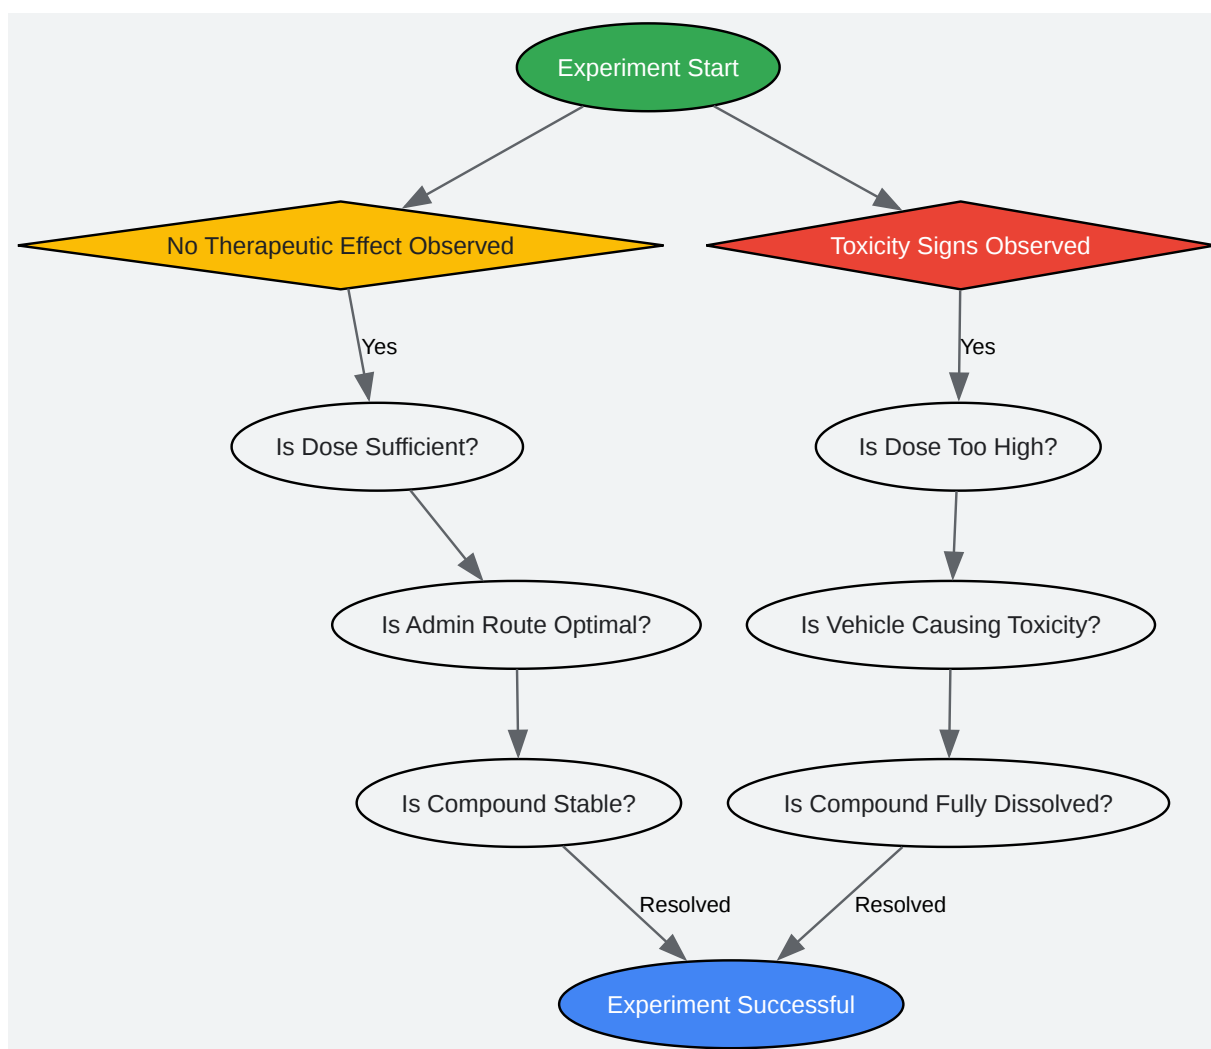 Experiment Start
No Therapeutic Effect Observed
Toxicity Signs Observed
Yes
Yes
Is Dose Sufficient?
Is Dose Too High?
Is Admin Route Optimal?
Is Vehicle Causing Toxicity?
Is Compound Stable?
Is Compound Fully Dissolved?
Resolved
Resolved
Experiment Successful